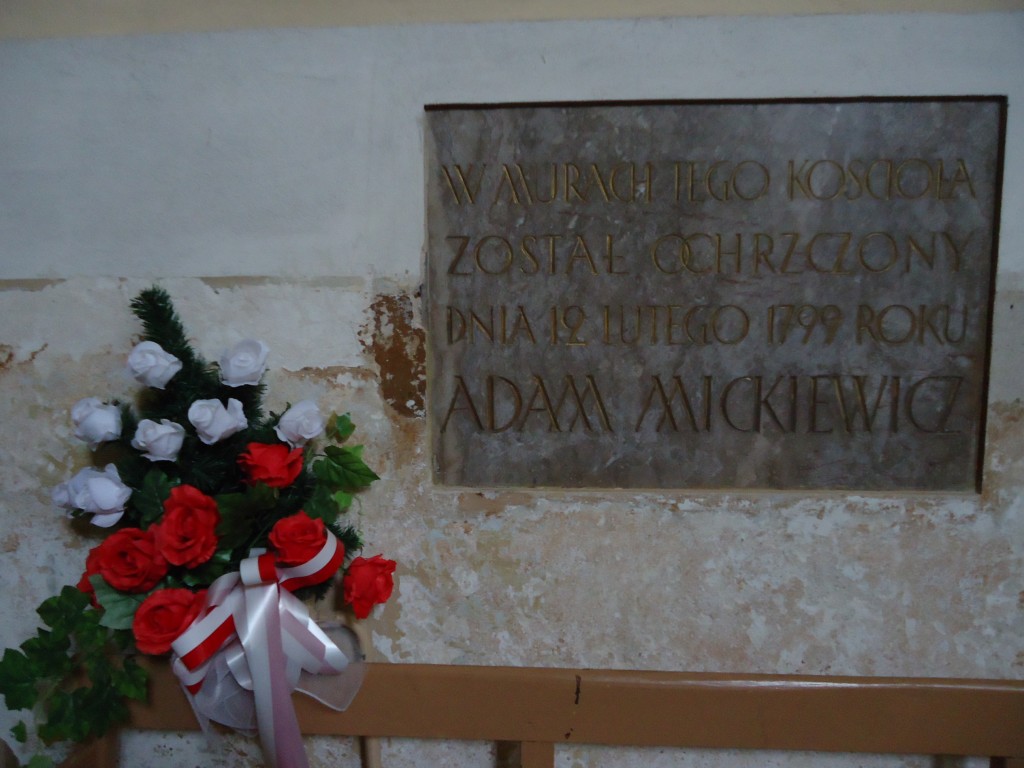 W MURACH TEGO KOŚCIOŁA
ZOSTAŁ OCHRZCZONY
DNIA 12 LUTEGO 1799 ROKU
ADAM MICKIEWICZ